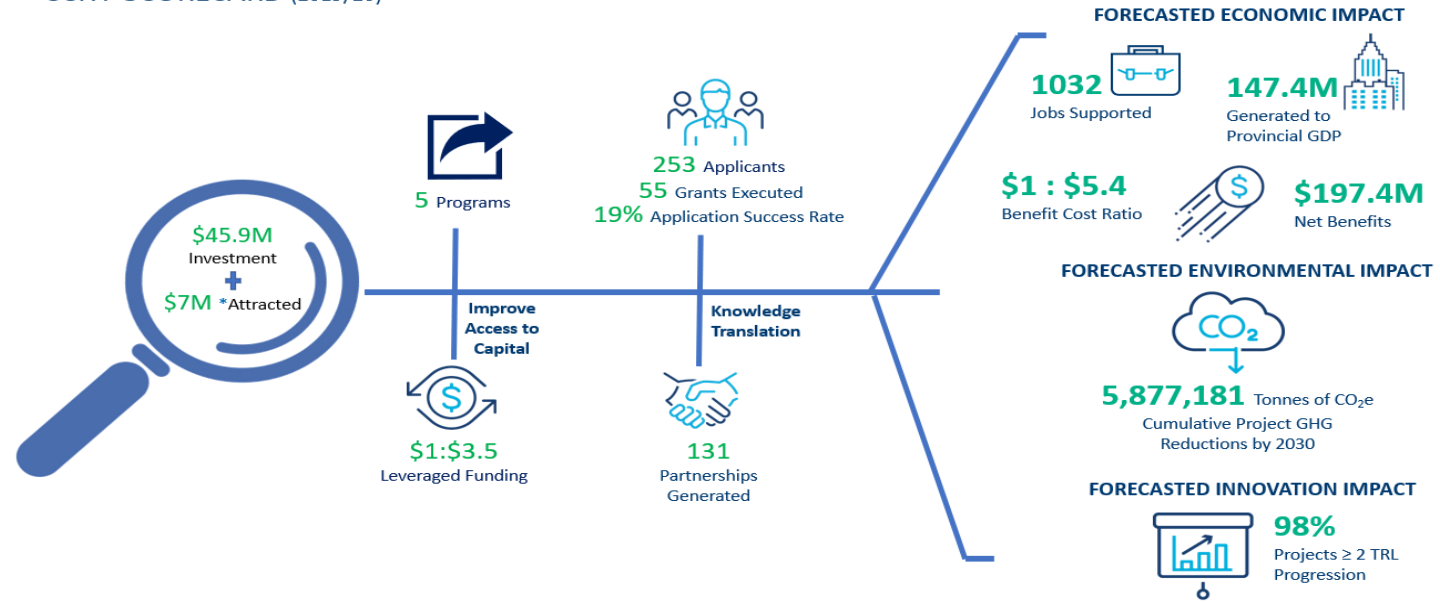 $45.9M
Investment
+
$7M *Attracted
5 Programs
Improve
Access to
Capital
$
$1:$3.5
Leveraged Funding
253 Applicants
55 Grants Executed
19% Application Success Rate
Knowledge
Translation
131
Partnerships
Generated
FORECASTED ECONOMIC IMPACT
1032
Jobs Supported
147.4M
Generated to
Provincial GDP
$1 : $5.4
Benefit Cost Ratio
$
$197.4M
Net Benefits
FORECASTED ENVIRONMENTAL IMPACT
CO₂
5,877,181 Tonnes of CO₂e
Cumulative Project GHG
Reductions by 2030
FORECASTED INNOVATION IMPACT
98%
Projects ≥ 2 TRL
Progression